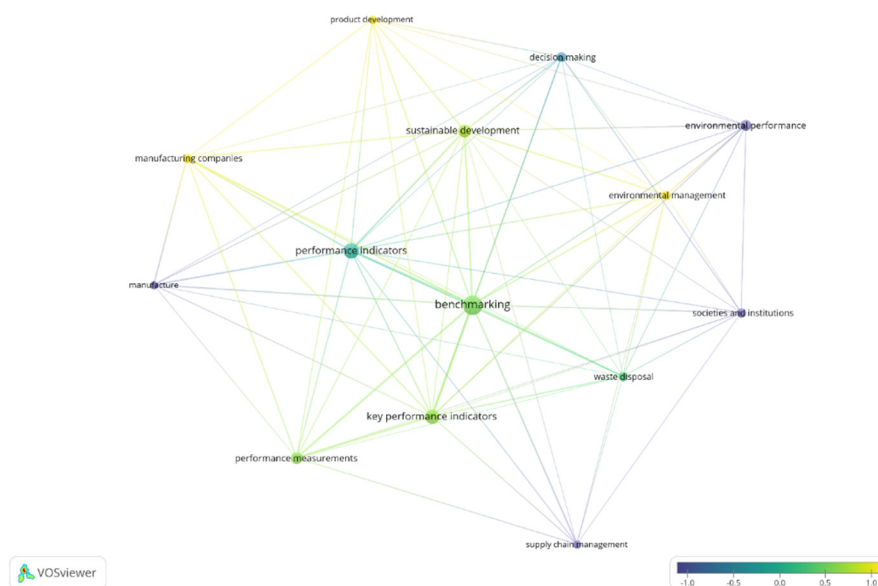 product development
decision making
environmental performance
sustainable development
manufacturing companies
environmental management
performance indicators
manufacture
benchmarking
societies and institutions
waste disposal
key performance indicators
performance measurements
supply chain management
VOSviewer
-1.0 -0.5 0.0 0.5 1.0